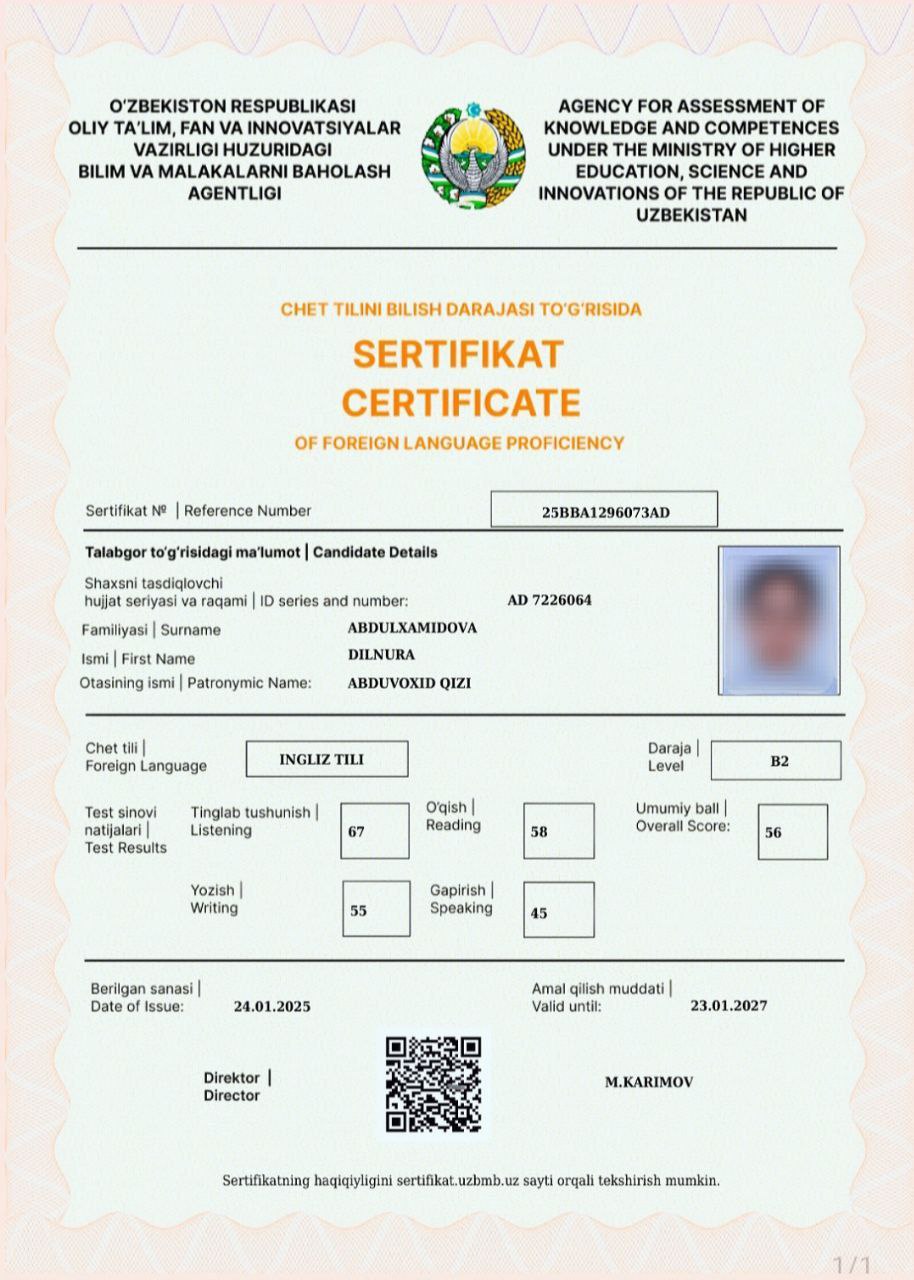 O‘ZBEKISTON RESPUBLIKASI
OLIY TA’LIM, FAN VA INNOVATSIYALAR
VAZIRLIGI HUZURIDAGI
BILIM VA MALAKALARNI BAHOLASH
AGENTLIGI
AGENCY FOR ASSESSMENT OF
KNOWLEDGE AND COMPETENCES
UNDER THE MINISTRY OF HIGHER
EDUCATION, SCIENCE AND
INNOVATIONS OF THE REPUBLIC OF
UZBEKISTAN
CHET TILINI BILISH DARAJASI TO‘G‘RISIDA
SERTIFIKAT
CERTIFICATE
OF FOREIGN LANGUAGE PROFICIENCY
Sertifikat № | Reference Number 25BBA1296073AD
Talabgor to‘g‘risidagi ma’lumot | Candidate Details
Shaxsni tasdiqlovchi
hujjat seriyasi va raqami | ID series and number: AD 7226064
Familiyasi | Surname ABDULXAMIDOVA
Ismi | First Name DILNURA
Otasining ismi | Patronymic Name: ABDUVOXID QIZI
Chet tili |
Foreign Language INGLIZ TILI
Daraja |
Level B2
Test sinovi
natijalari |
Test Results
Tinglab tushunish |
Listening 67
O‘qish |
Reading 58
Umumiy ball |
Overall Score: 56
Yozish |
Writing 55
Gapirish |
Speaking 45
Berilgan sanasi |
Date of Issue: 24.01.2025
Amal qilish muddati |
Valid until: 23.01.2027
Direktor |
Director
M.KARIMOV
Sertifikatning haqiqiyligini sertifikat.uzbmb.uz sayti orqali tekshirish mumkin.
1/1